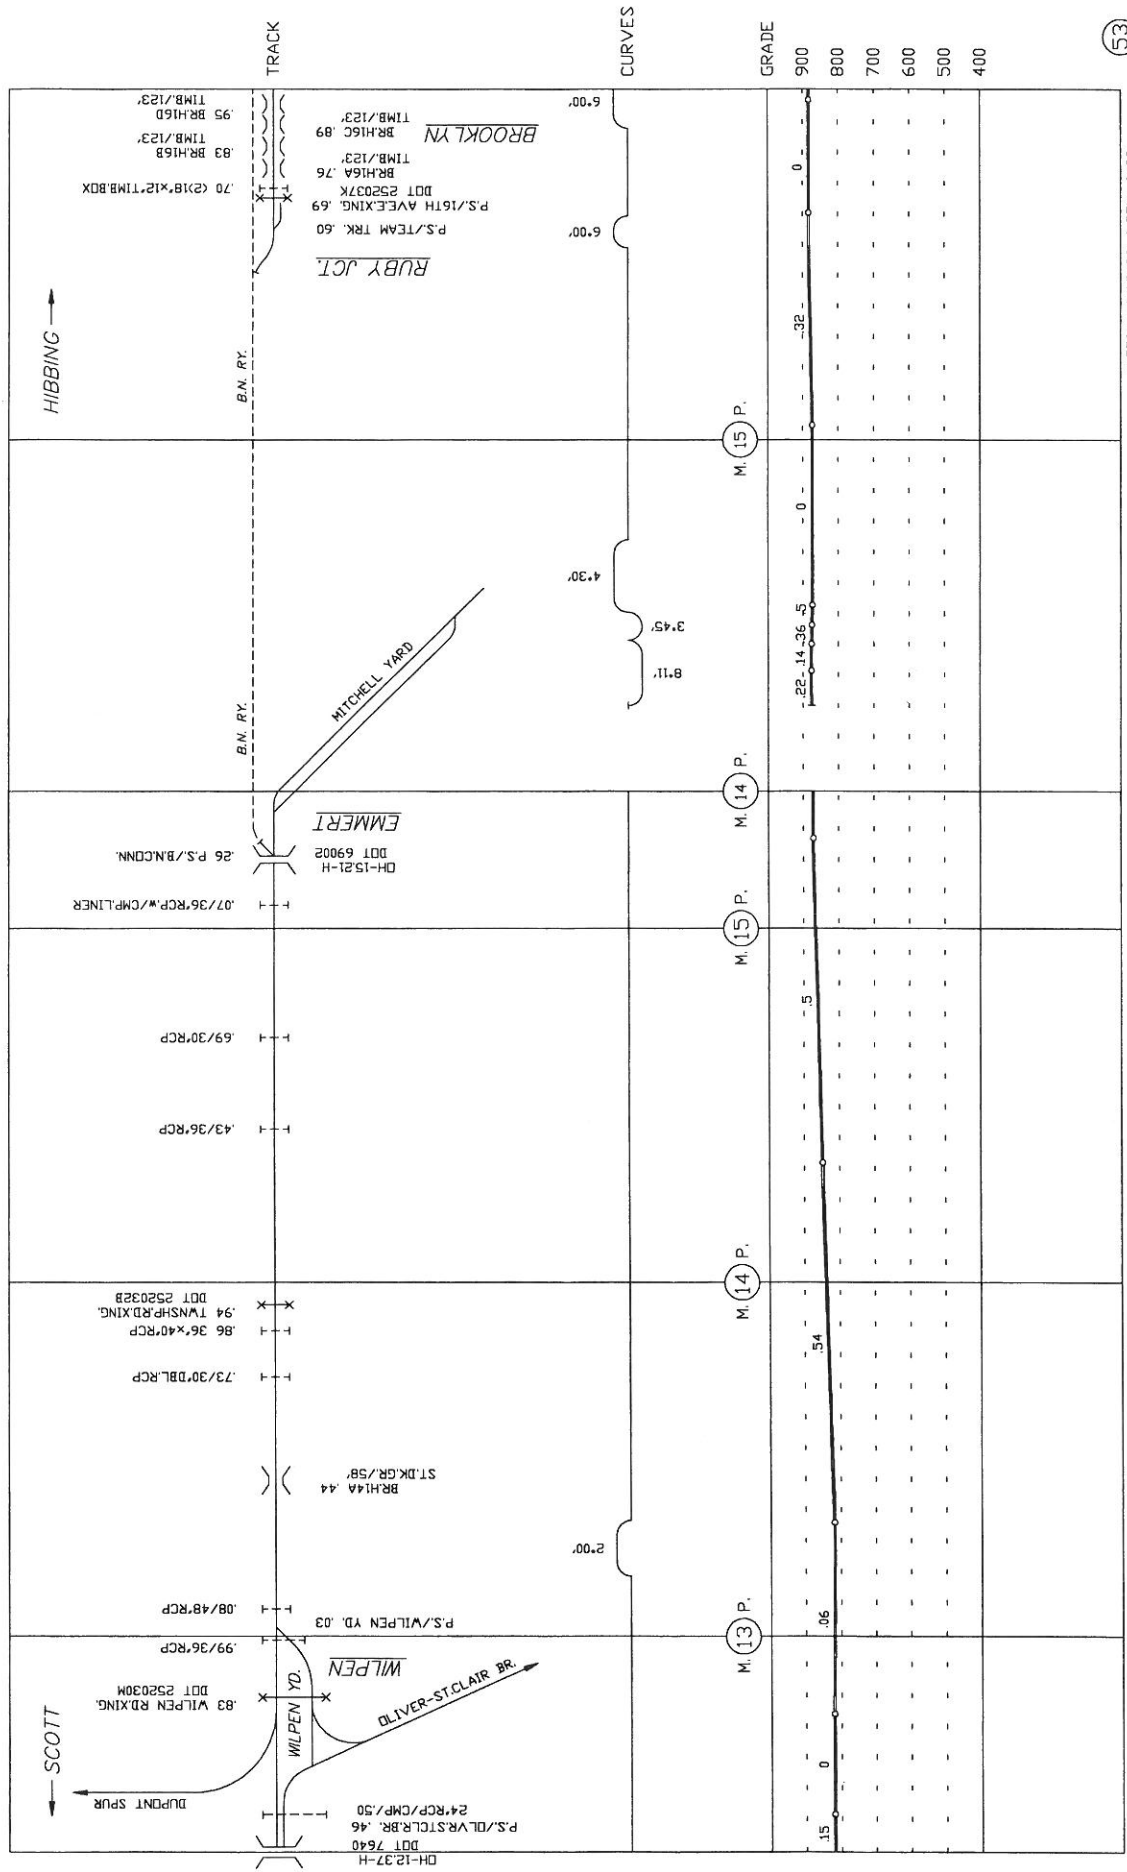 TRACK
CURVES
GRADE
900
800
700
600
500
400
53
HIBBING
SCOTT
.95 BR.H16D
TIMB./123'
.83 BR.H16B
TIMB./123'
.70 (2)18"x12"TIMB.BOX
BROOKLYN
BR.H16C .89
TIMB./123'
BR.H16A .76
TIMB./123'
P.S./16TH AVE.E.XING. .69
DOT 252037K
P.S./TEAM TRK. .60
RUBY JCT.
B.N. RY.
B.N. RY.
MITCHELL YARD
.26 P.S./B.N.CONN.
EMMERT
OH-15.21-H
DOT 69002
.07/36"RCP.W/CMP.LINER
.69/30"RCP
.43/36"RCP
.94 TWNSHP.RD.XING.
DOT 252032B
.86 36"x40"RCP
.73/30"DBL.RCP
BR.H14A .44
ST.DK.GR./58'
.08/48"RCP
P.S./WILPEN YD. .03
.99/36"RCP
WILPEN
.83 WILPEN RD.XING.
DOT 252030M
WILPEN YD.
OLIVER-ST.CLAIR BR.
DUPONT SPUR
24"RCP/CMP/.50
P.S./OLVR.STCLR.BR. .46
OH-12.37-H
DOT 7640
6°00'
6°00'
4°30'
3°45'
8°11'
2°00'
M. 15 P.
M. 14 P.
M. 15 P.
M. 14 P.
M. 13 P.
0
.32
0
.22 -.14 -.36 -.5
.5
.54
.06
0
.15